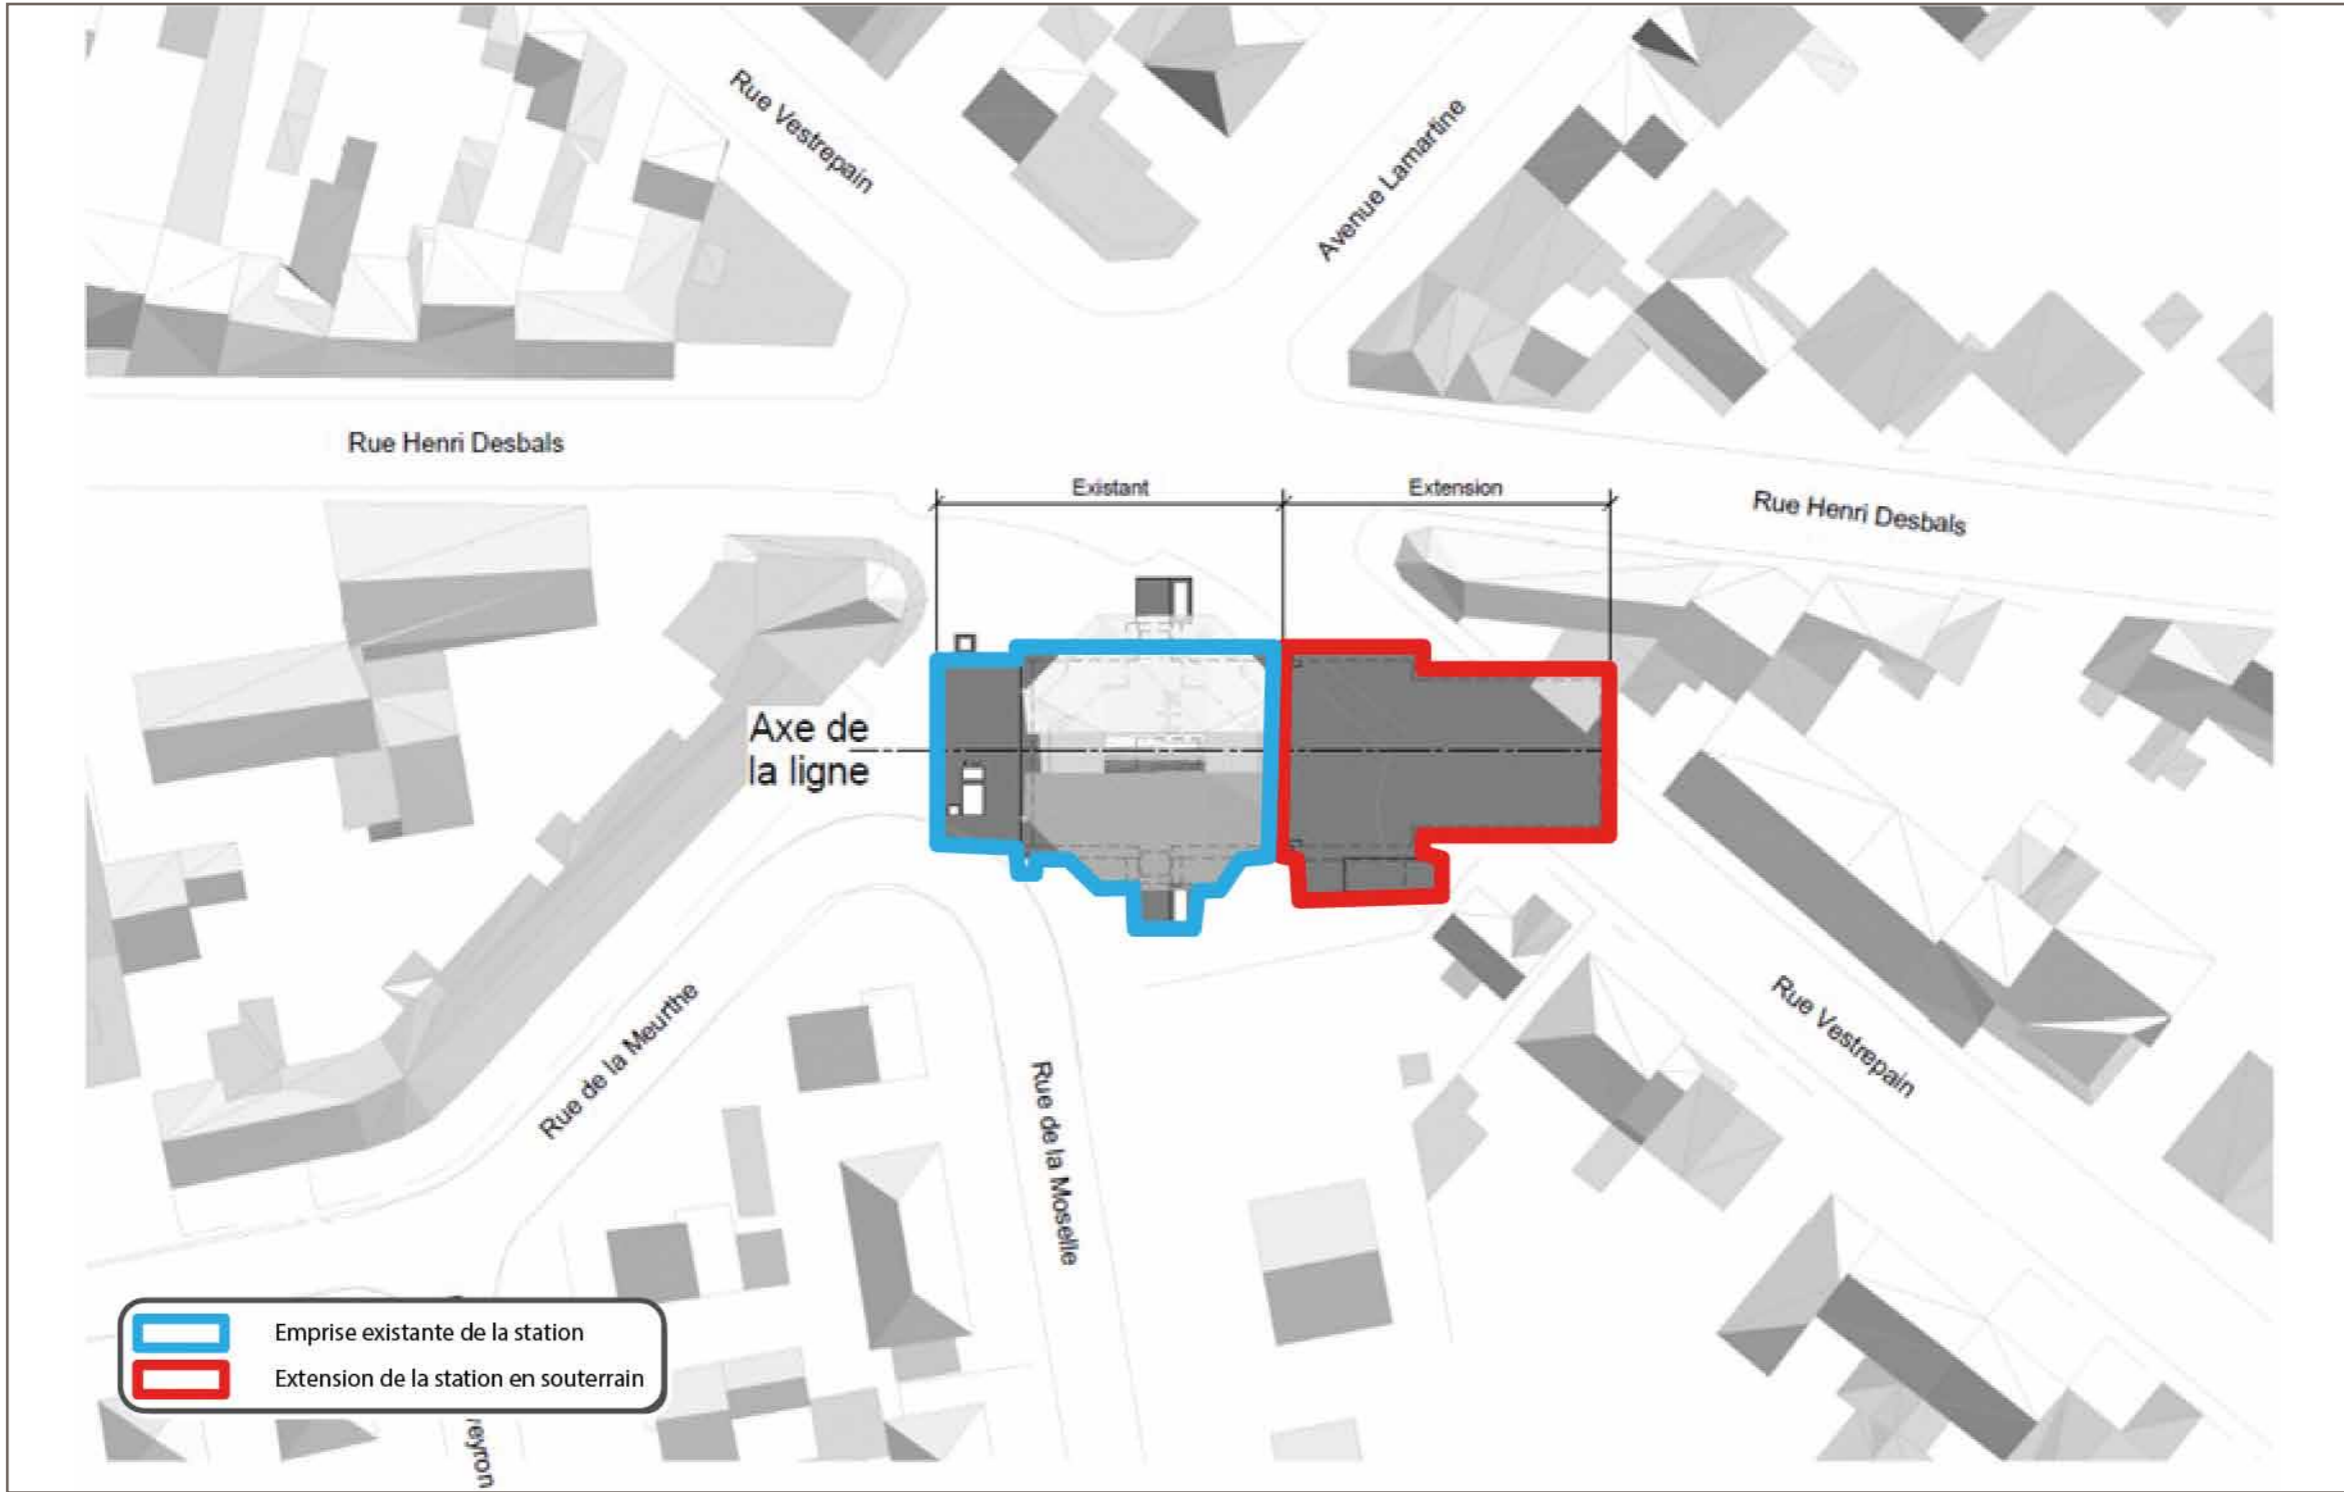 Rue Vestrepain
Avenue Lamartine
Rue Henri Desbals
Existant
Extension
Rue Henri Desbals
Axe de
la ligne
Rue de la Meurthe
Rue de la Moselle
Rue Vestrepain
Emprise existante de la station
Extension de la station en souterrain